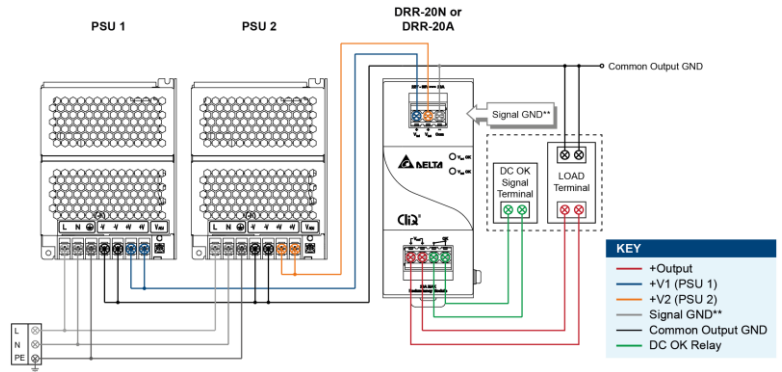 PSU 1
PSU 2
DRR-20N or
DRR-20A
Common Output GND
Signal GND**
DELTA
DC OK
Signal
Terminal
LOAD
Terminal
CliQ
L N -V -V +V +V
L N -V -V +V +V
L
N
PE
KEY
+Output
+V1 (PSU 1)
+V2 (PSU 2)
Signal GND**
Common Output GND
DC OK Relay